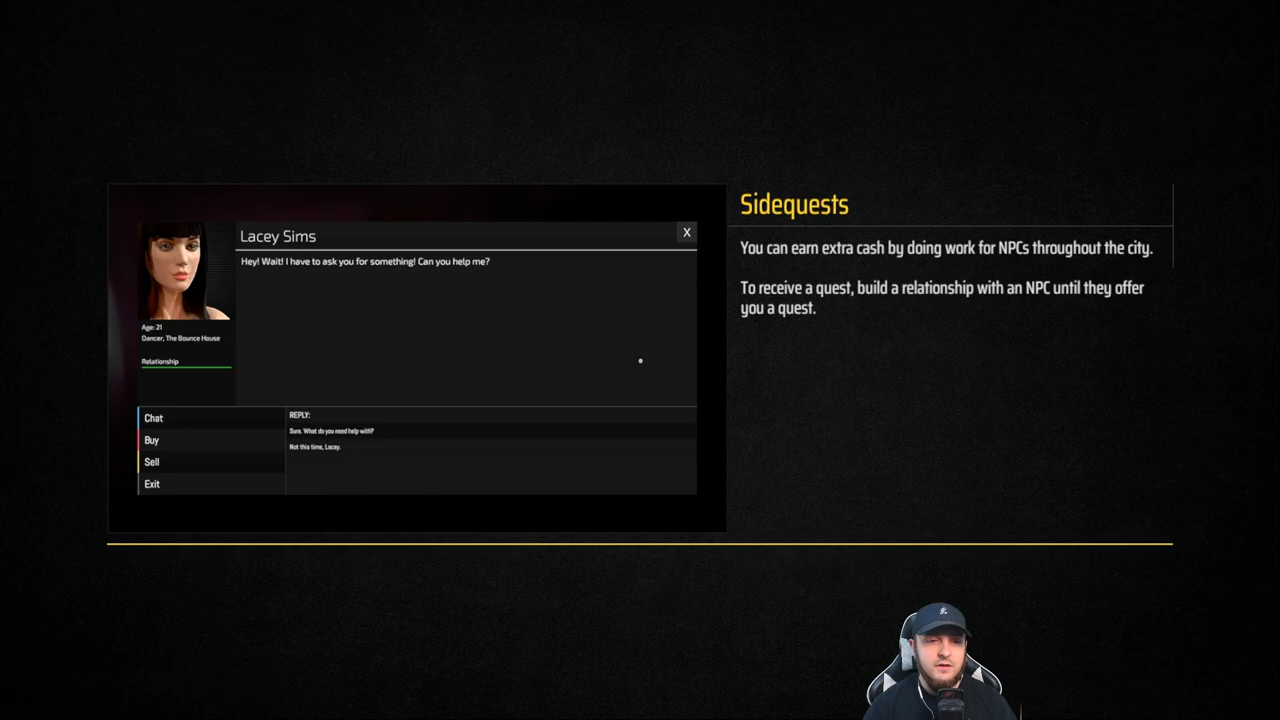 Sidequests
You can earn extra cash by doing work for NPCs throughout the city.
To receive a quest, build a relationship with an NPC until they offer
you a quest.
Lacey Sims
X
Hey! Wait! I have to ask you for something! Can you help me?
Age: 21
Dancer, The Bounce House
Relationship
Chat
Buy
Sell
Exit
REPLY:
Sure. What do you need help with?
Not this time, Lacey.